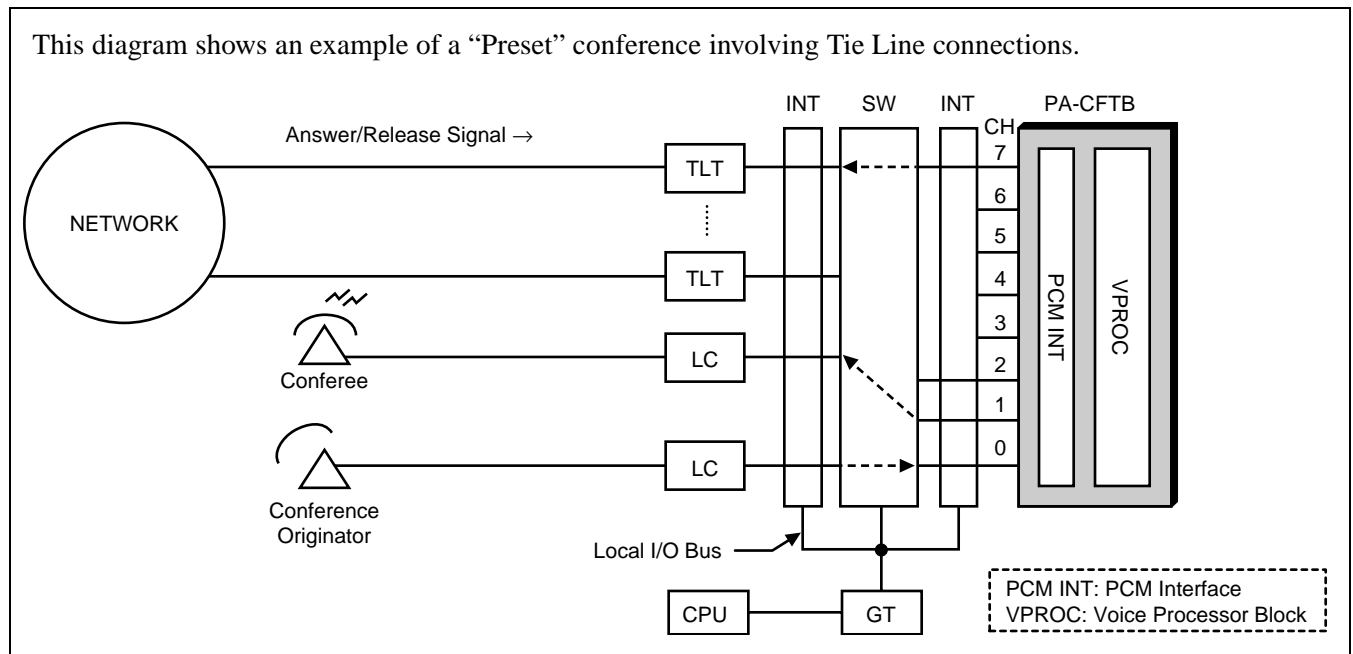 This diagram shows an example of a “Preset” conference involving Tie Line connections.
INT SW INT PA-CFTB
CH
Answer/Release Signal →
7
TLT
6
NETWORK
5
TLT
4
PCM INT
VPROC
3
LC
2
Conferee
1
0
LC
Conference
Originator
Local I/O Bus
CPU
GT
PCM INT: PCM Interface
VPROC: Voice Processor Block